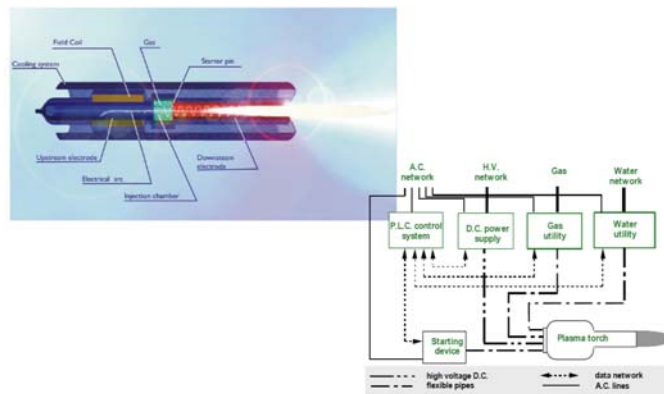 Field Coil
Gas
Cooling system
Starter pin
Upstream electrode
Downstream
electrode
Electrical arc
Injection chamber
A.C.
network
H.V.
network
Gas
Water
network
P.L.C. control
system
D.C. power
supply
Gas
utility
Water
utility
Starting
device
Plasma torch
high voltage D.C.
data network
flexible pipes
A.C. lines